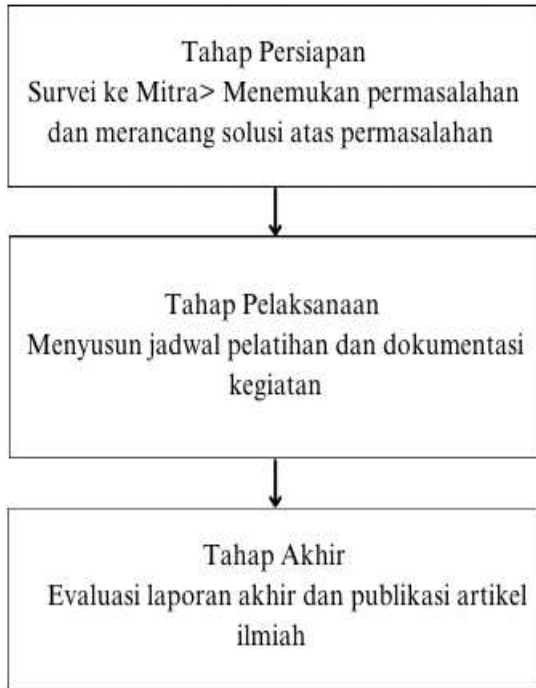 Tahap Persiapan
Survei ke Mitra> Menemukan permasalahan
dan merancang solusi atas permasalahan
Tahap Pelaksanaan
Menyusun jadwal pelatihan dan dokumentasi
kegiatan
Tahap Akhir
Evaluasi laporan akhir dan publikasi artikel
ilmiah